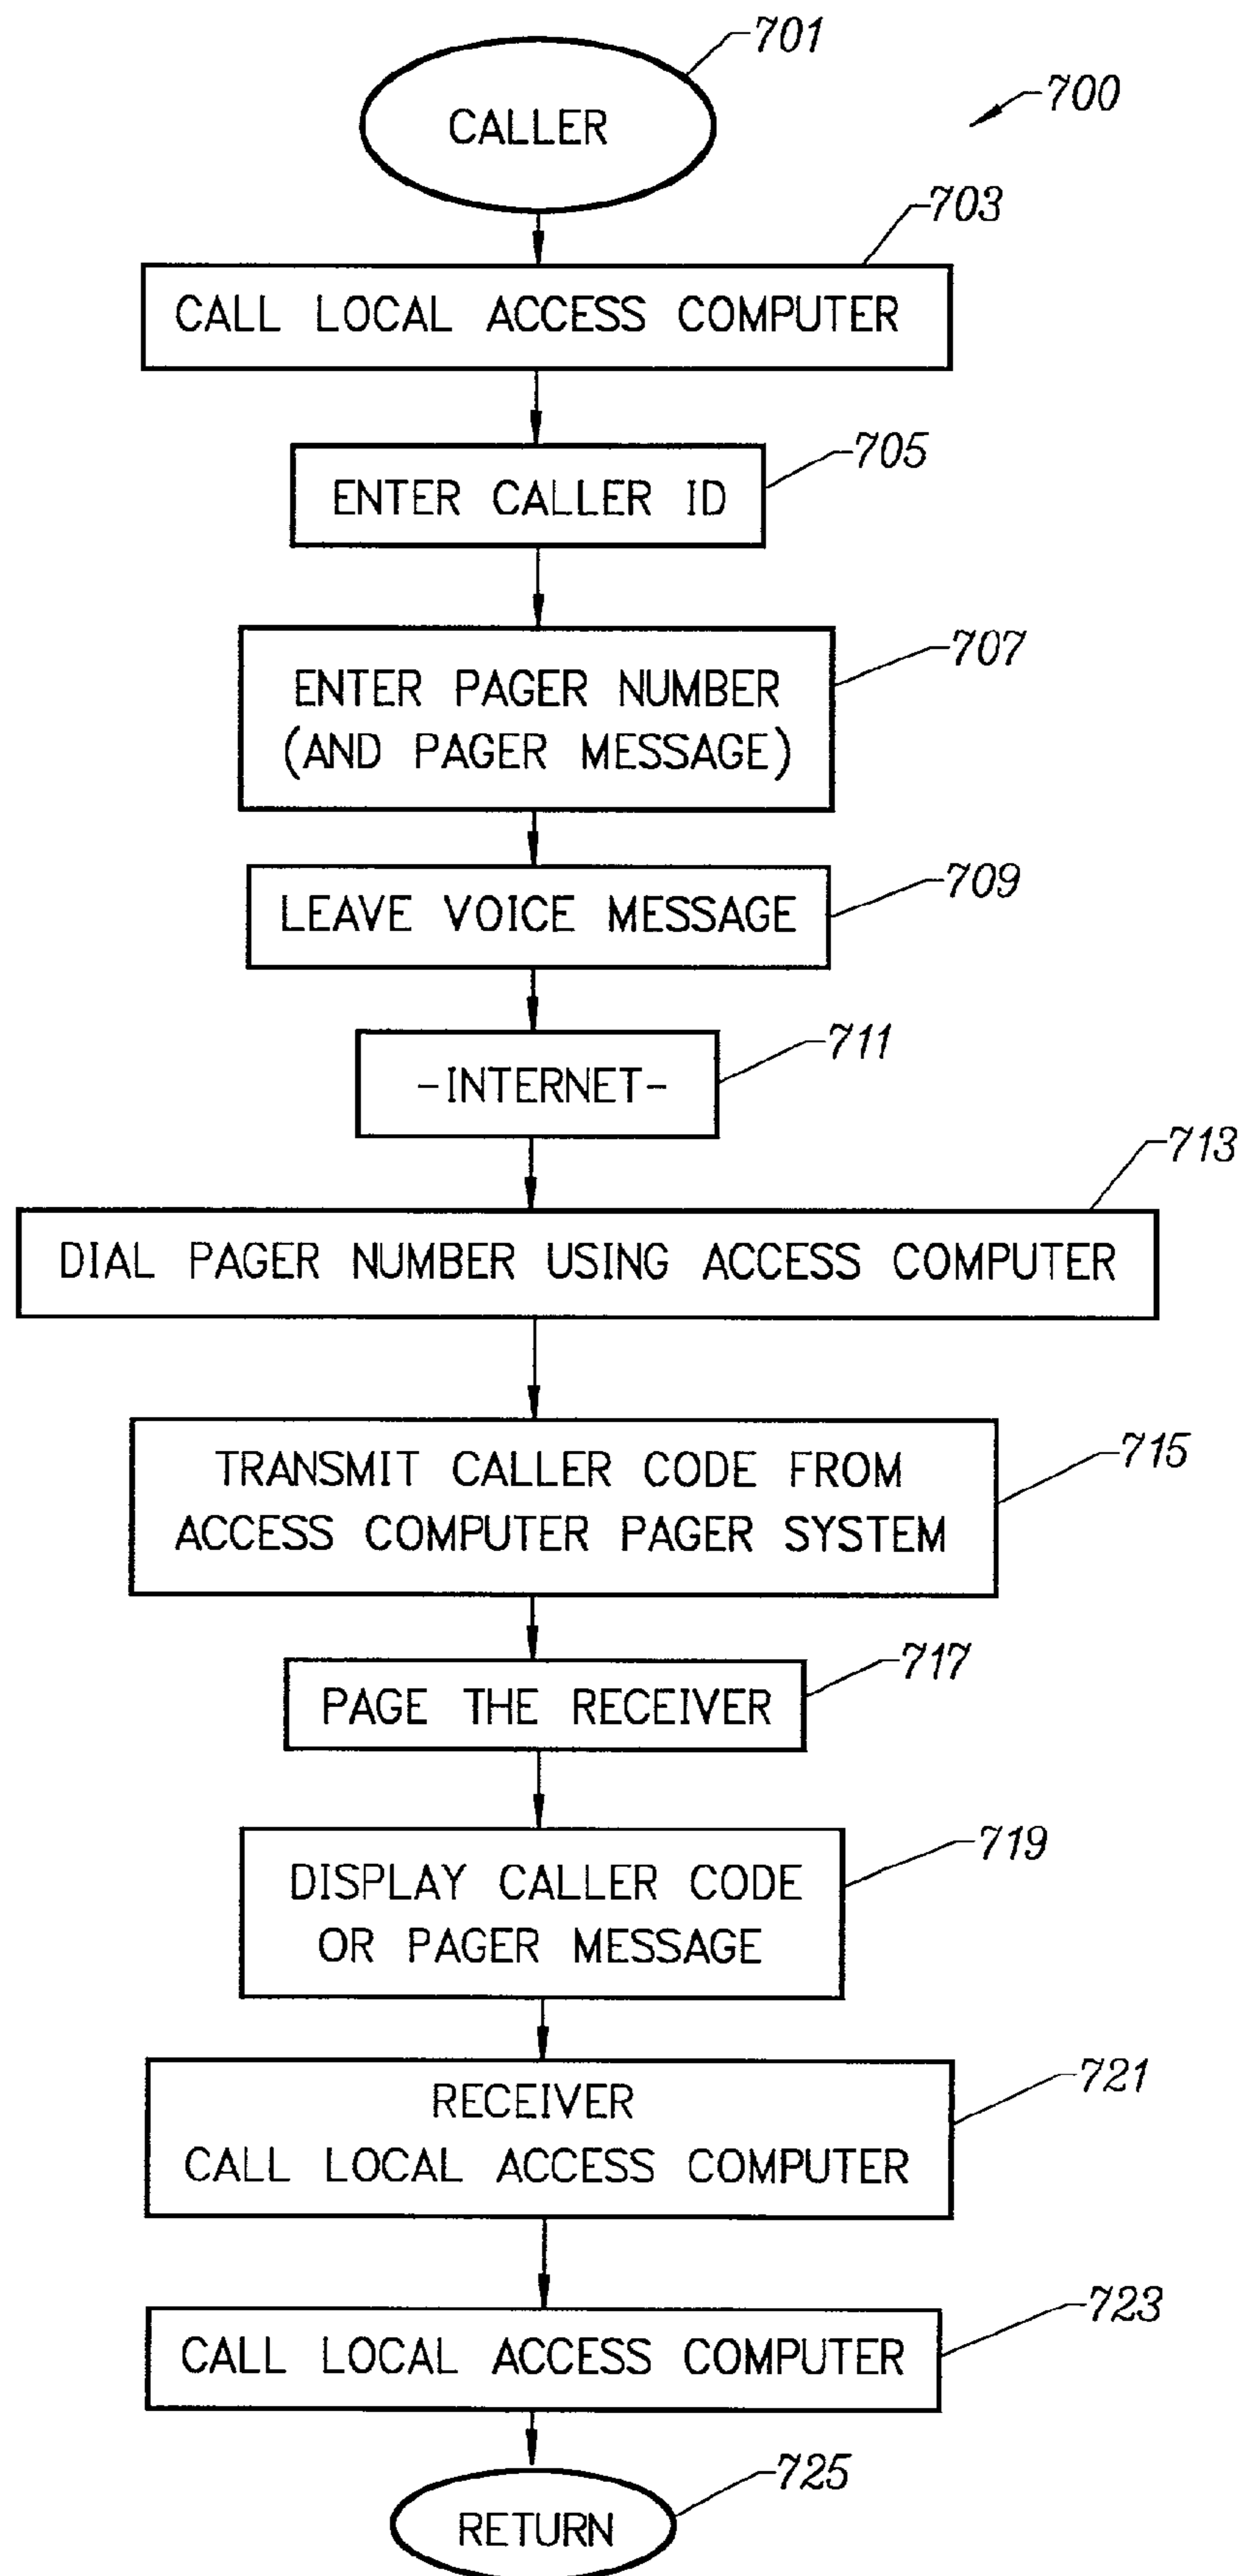 701
CALLER
700
703
CALL LOCAL ACCESS COMPUTER
705
ENTER CALLER ID
707
ENTER PAGER NUMBER
(AND PAGER MESSAGE)
709
LEAVE VOICE MESSAGE
711
-INTERNET-
713
DIAL PAGER NUMBER USING ACCESS COMPUTER
715
TRANSMIT CALLER CODE FROM
ACCESS COMPUTER PAGER SYSTEM
717
PAGE THE RECEIVER
719
DISPLAY CALLER CODE
OR PAGER MESSAGE
721
RECEIVER
CALL LOCAL ACCESS COMPUTER
723
CALL LOCAL ACCESS COMPUTER
725
RETURN